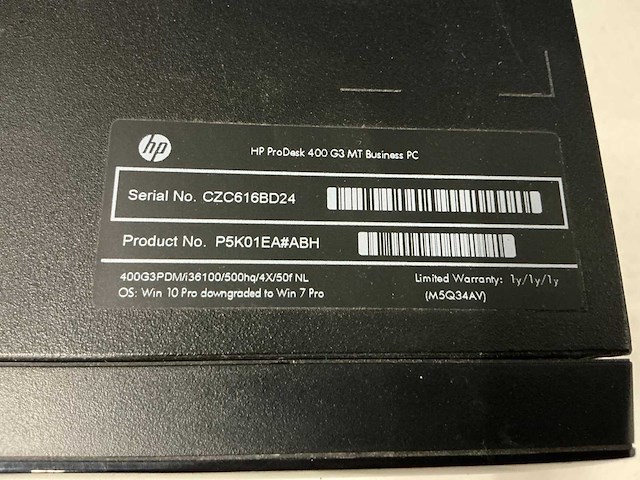 hp
HP ProDesk 400 G3 MT Business PC
Serial No. CZC616BD24
Product No. P5K01EA#ABH
400G3PDM/i36100/500hq/4X/50f NL
Limited Warranty: 1y/1y/1y
OS: Win 10 Pro downgraded to Win 7 Pro
(M5Q34AV)